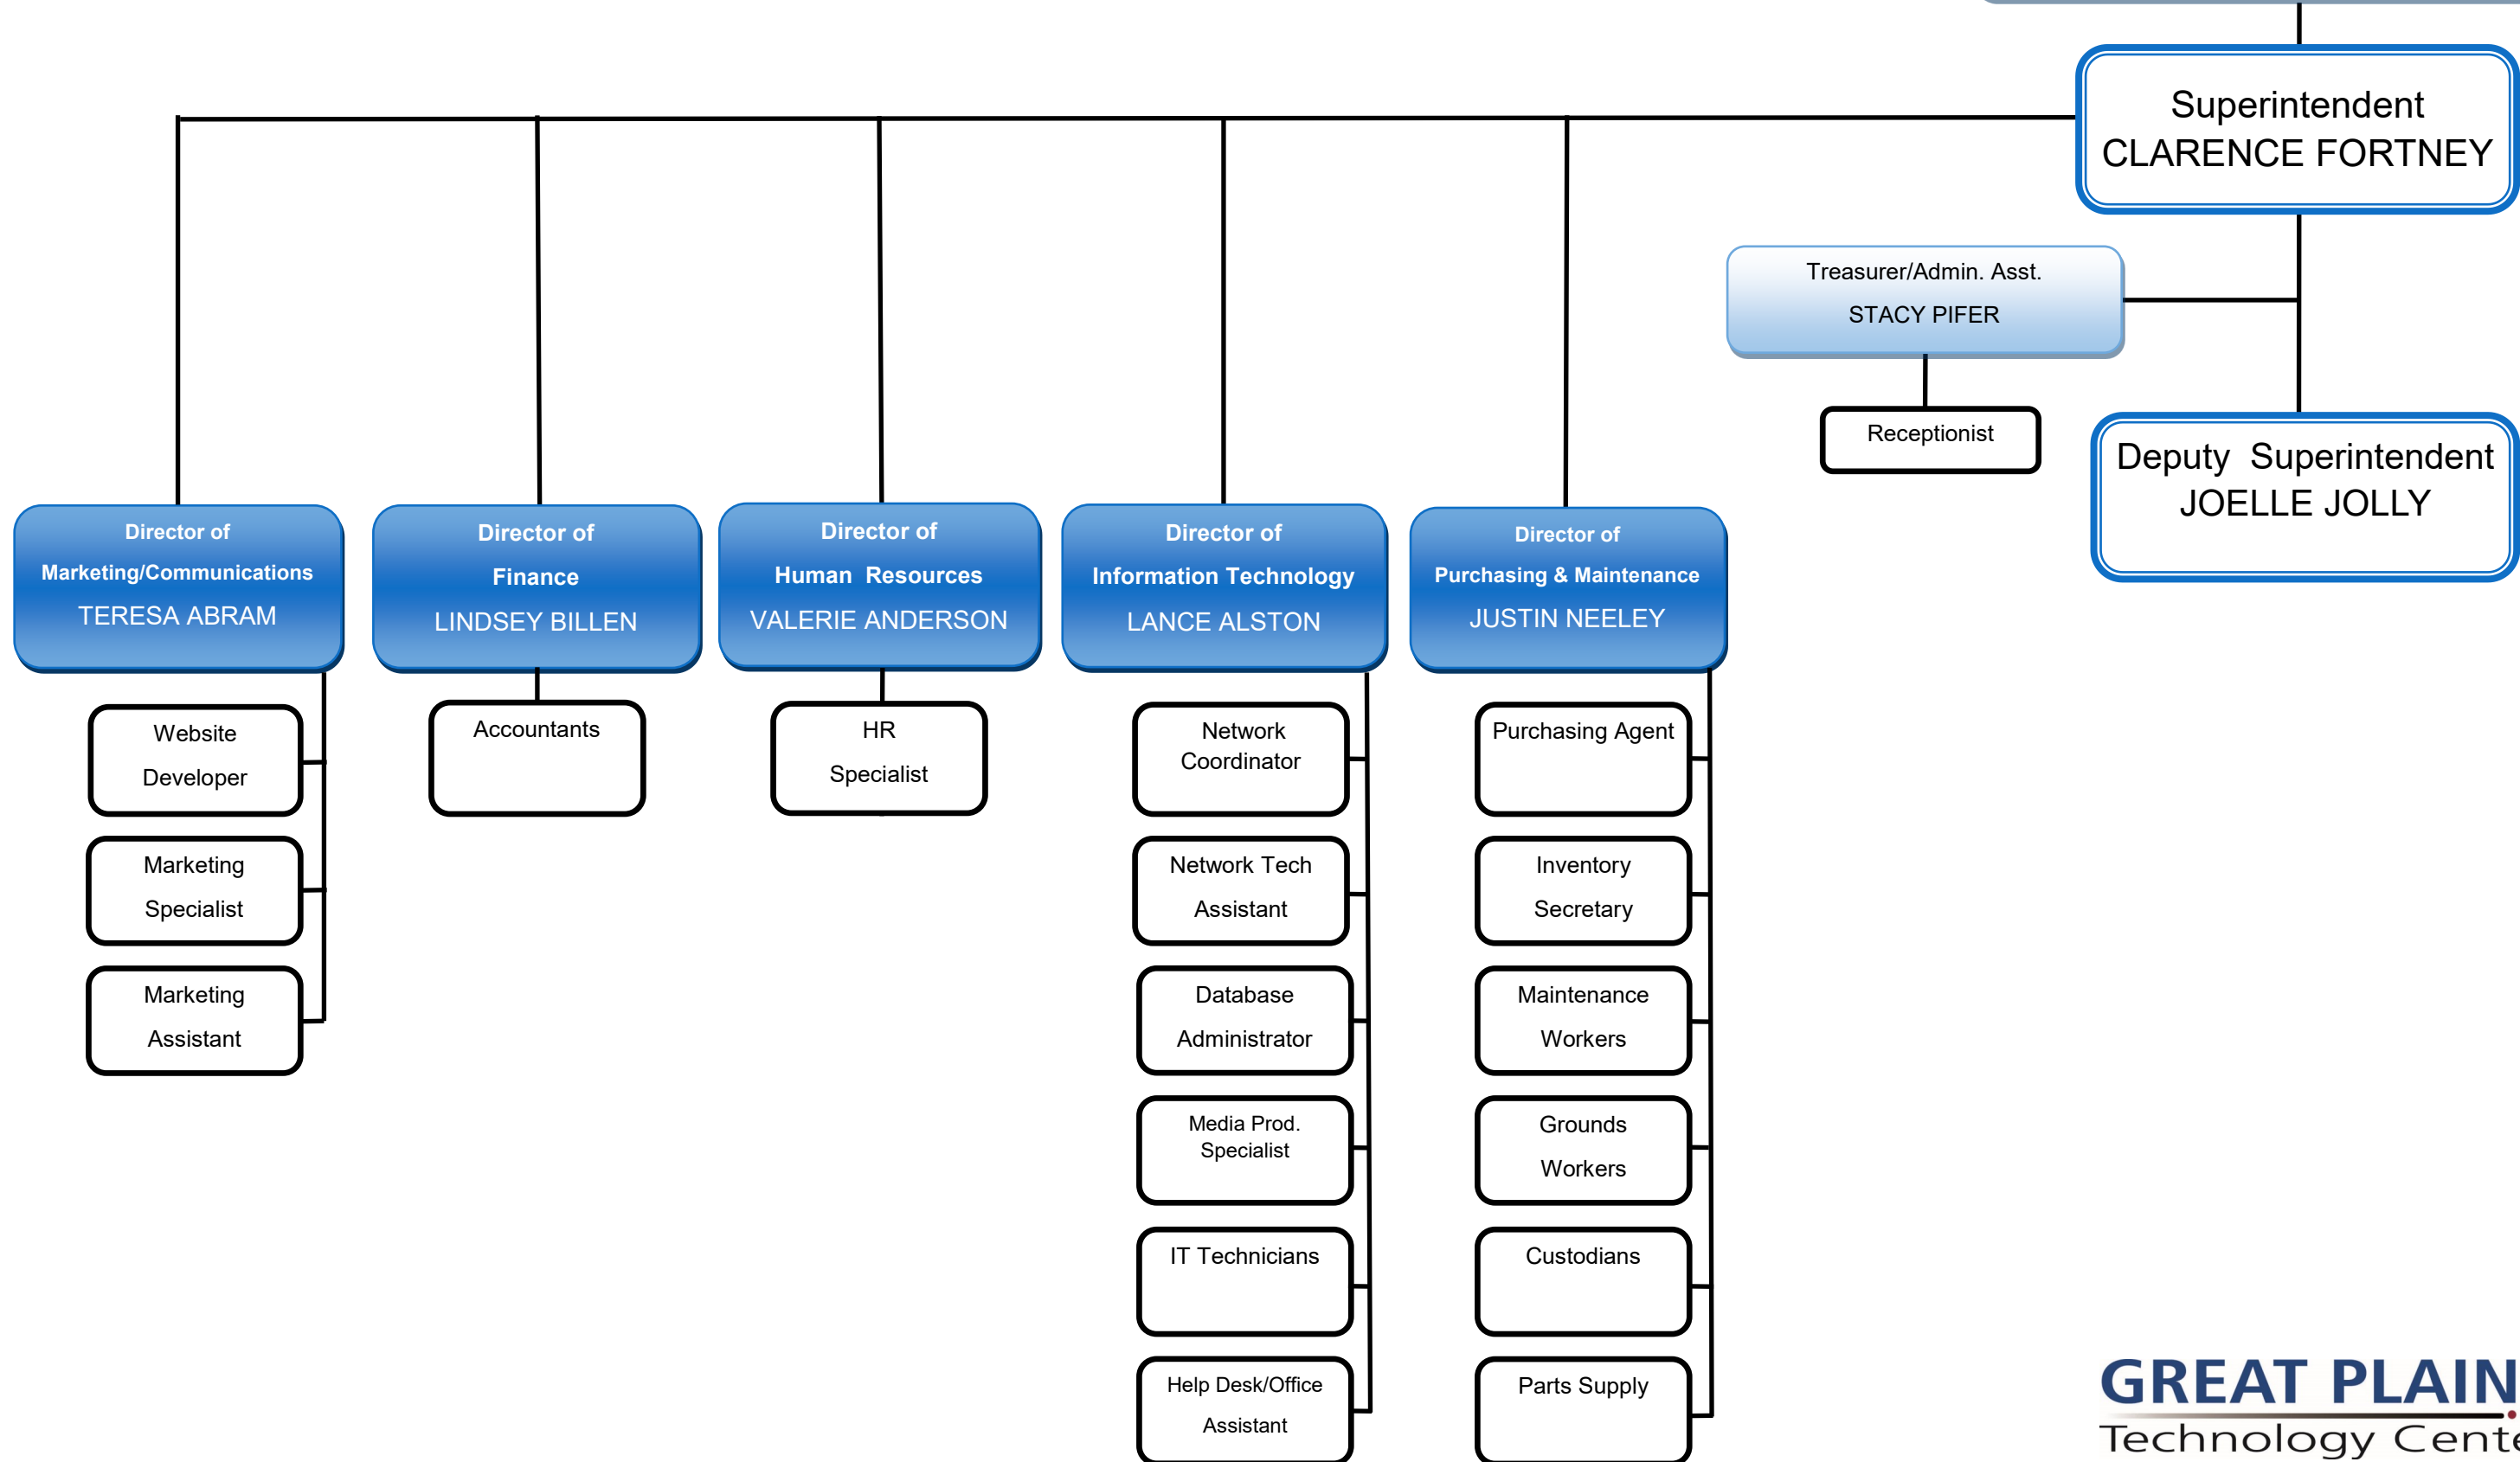 Superintendent
CLARENCE FORTNEY
Treasurer/Admin. Asst.
STACY PIFER
Receptionist
Deputy Superintendent
JOELLE JOLLY
Director of
Marketing/Communications
TERESA ABRAM
Website
Developer
Marketing
Specialist
Marketing
Assistant
Director of
Finance
LINDSEY BILLEN
Accountants
Director of
Human Resources
VALERIE ANDERSON
HR
Specialist
Director of
Information Technology
LANCE ALSTON
Network
Coordinator
Network Tech
Assistant
Database
Administrator
Media Prod.
Specialist
IT Technicians
Help Desk/Office
Assistant
Director of
Purchasing & Maintenance
JUSTIN NEELEY
Purchasing Agent
Inventory
Secretary
Maintenance
Workers
Grounds
Workers
Custodians
Parts Supply
GREAT PLAIN
Technology Cente